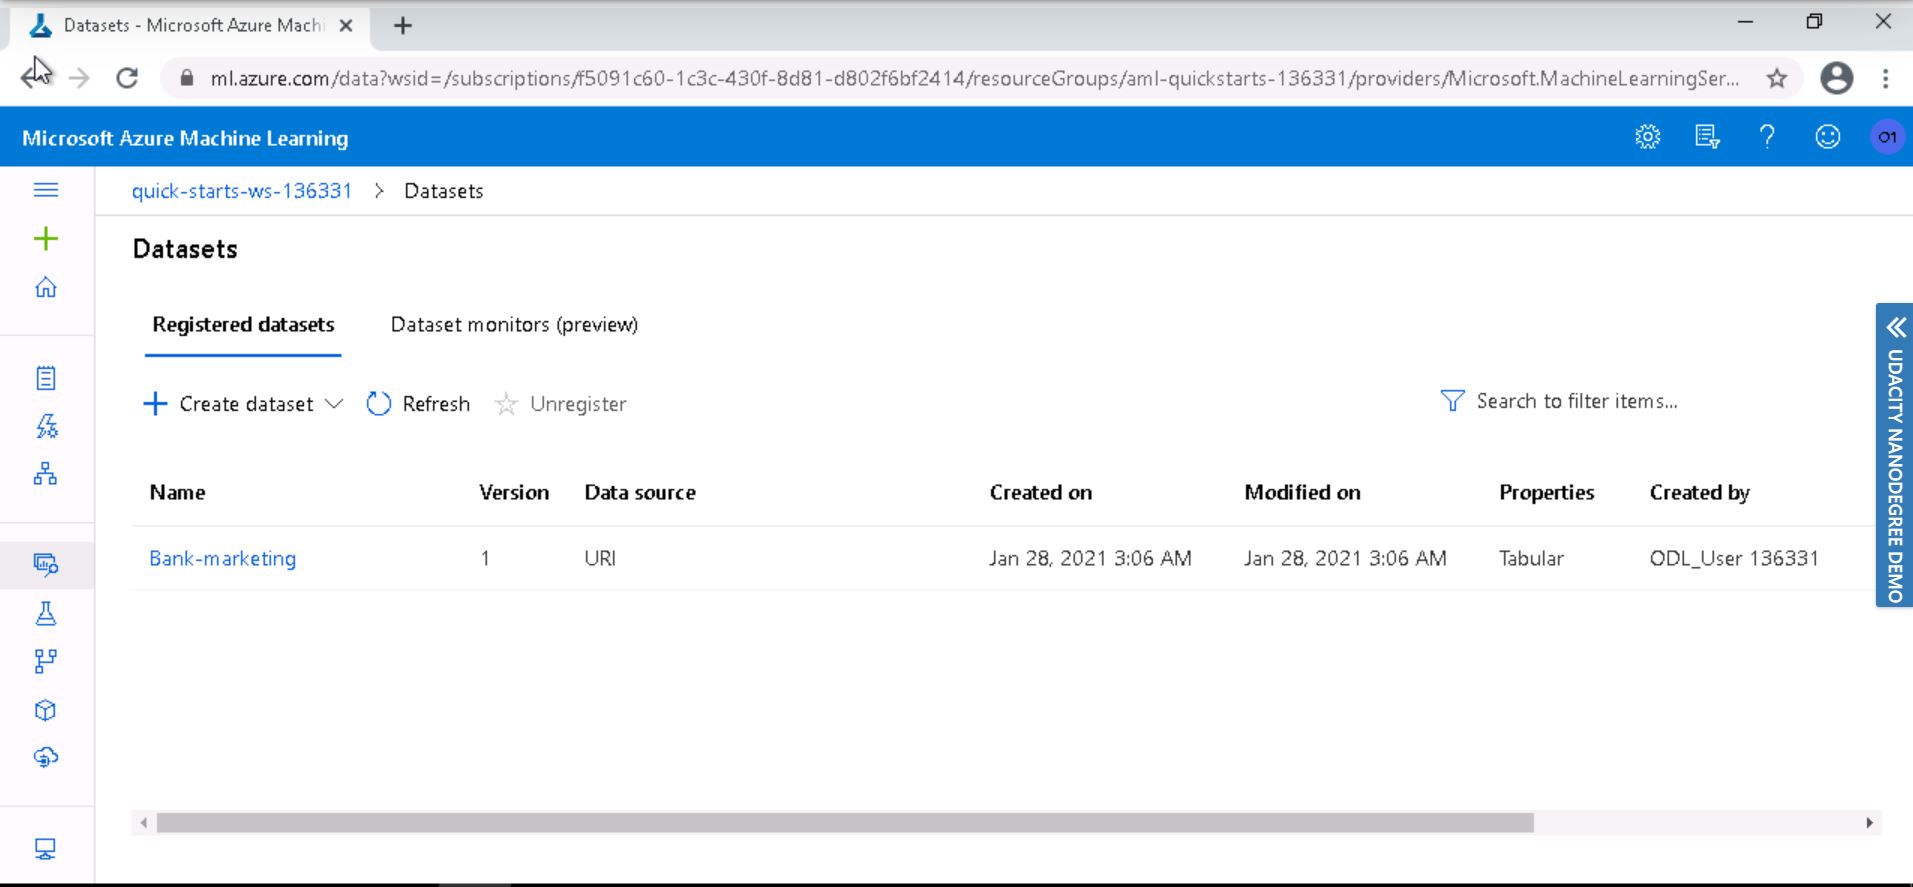 Datasets - Microsoft Azure Machi
ml.azure.com/data?wsid=/subscriptions/f5091c60-1c3c-430f-8d81-d802f6bf2414/resourceGroups/aml-quickstarts-136331/providers/Microsoft.MachineLearningSer...
Microsoft Azure Machine Learning
01
quick-starts-ws-136331 > Datasets
Datasets
Registered datasets Dataset monitors (preview)
Create dataset Refresh Unregister Search to filter items...
Name Version Data source Created on Modified on Properties Created by
Bank-marketing 1 URI Jan 28, 2021 3:06 AM Jan 28, 2021 3:06 AM Tabular ODL_User 136331
UDACITY NANODEGREE DEMO